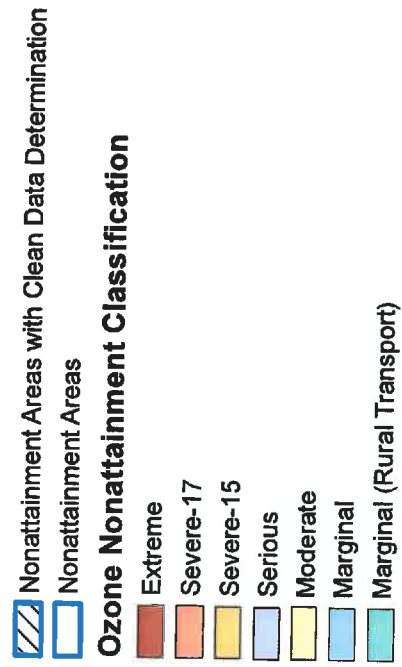 Nonattainment Areas with Clean Data Determination
Nonattainment Areas
Ozone Nonattainment Classification
Extreme
Severe-17
Severe-15
Serious
Moderate
Marginal
Marginal (Rural Transport)